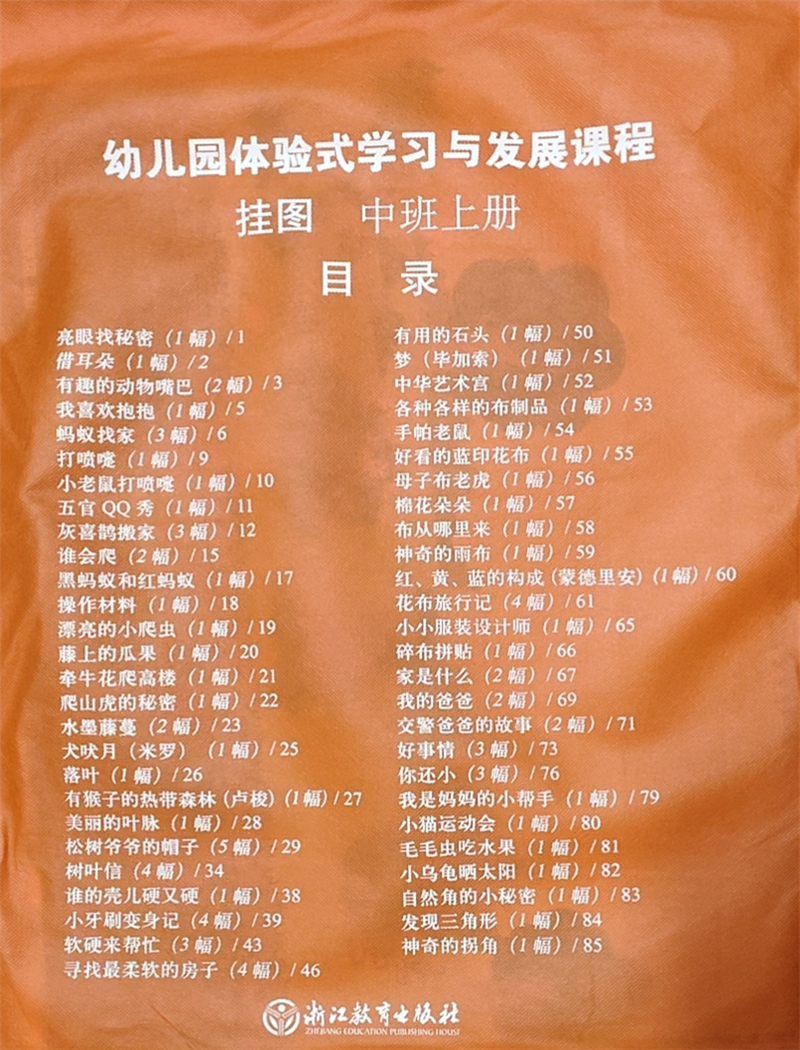 幼儿园体验式学习与发展课程
挂图 中班上册
目 录
亮眼找秘密（1 幅）/ 1
借耳朵（1 幅）/ 2
有趣的动物嘴巴（2 幅）/ 3
我喜欢抱抱（1 幅）/ 5
蚂蚁找家（3 幅）/ 6
打喷嚏（1 幅）/ 9
小老鼠打喷嚏（1 幅）/ 10
五官 QQ 秀（1 幅）/ 11
灰喜鹊搬家（3 幅）/ 12
谁会爬（2 幅）/ 15
黑蚂蚁和红蚂蚁（1 幅）/ 17
操作材料（1 幅）/ 18
漂亮的小爬虫（1 幅）/ 19
藤上的瓜果（1 幅）/ 20
牵牛花爬高楼（1 幅）/ 21
爬山虎的秘密（1 幅）/ 22
水墨藤蔓（2 幅）/ 23
犬吠月（米罗）（1 幅）/ 25
落叶（1 幅）/ 26
有猴子的热带森林（卢梭）（1 幅）/ 27
美丽的叶脉（1 幅）/ 28
松树爷爷的帽子（5 幅）/ 29
树叶信（4 幅）/ 34
谁的壳儿硬又硬（1 幅）/ 38
小牙刷变身记（4 幅）/ 39
软硬来帮忙（3 幅）/ 43
寻找最柔软的房子（4 幅）/ 46
有用的石头（1 幅）/ 50
梦（毕加索）（1 幅）/ 51
中华艺术宫（1 幅）/ 52
各种各样的布制品（1 幅）/ 53
手帕老鼠（1 幅）/ 54
好看的蓝印花布（1 幅）/ 55
母子布老虎（1 幅）/ 56
棉花朵朵（1 幅）/ 57
布从哪里来（1 幅）/ 58
神奇的雨布（1 幅）/ 59
红、黄、蓝的构成（蒙德里安）（1 幅）/ 60
花布旅行记（4 幅）/ 61
小小服装设计师（1 幅）/ 65
碎布拼贴（1 幅）/ 66
家是什么（2 幅）/ 67
我的爸爸（2 幅）/ 69
交警爸爸的故事（2 幅）/ 71
好事情（3 幅）/ 73
你还小（3 幅）/ 76
我是妈妈的小帮手（1 幅）/ 79
小猫运动会（1 幅）/ 80
毛毛虫吃水果（1 幅）/ 81
小乌龟晒太阳（1 幅）/ 82
自然角的小秘密（1 幅）/ 83
发现三角形（1 幅）/ 84
神奇的拐角（1 幅）/ 85
浙江教育出版社
ZHEJIANG EDUCATION PUBLISHING HOUSE